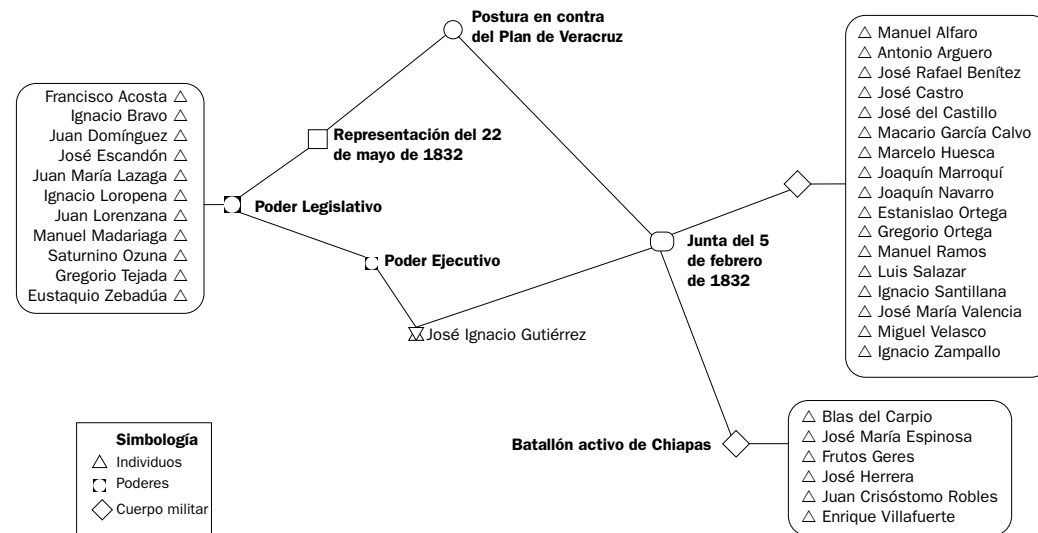 Postura en contra
del Plan de Veracruz
Francisco Acosta
Ignacio Bravo
Juan Domínguez
José Escandón
Juan María Lazaga
Ignacio Loropena
Juan Lorenzana
Manuel Madariaga
Saturnino Ozuna
Gregorio Tejada
Eustaquio Zebadúa
Representación del 22
de mayo de 1832
Poder Legislativo
Poder Ejecutivo
José Ignacio Gutiérrez
Junta del 5
de febrero
de 1832
Manuel Alfaro
Antonio Arguero
José Rafael Benítez
José Castro
José del Castillo
Macario García Calvo
Marcelo Huesca
Joaquín Marroquí
Joaquín Navarro
Estanislao Ortega
Gregorio Ortega
Manuel Ramos
Luis Salazar
Ignacio Santillana
José María Valencia
Miguel Velasco
Ignacio Zampallo
Batallón activo de Chiapas
Blas del Carpio
José María Espinosa
Frutos Geres
José Herrera
Juan Crisóstomo Robles
Enrique Villafuerte
Simbología
Individuos
Poderes
Cuerpo militar